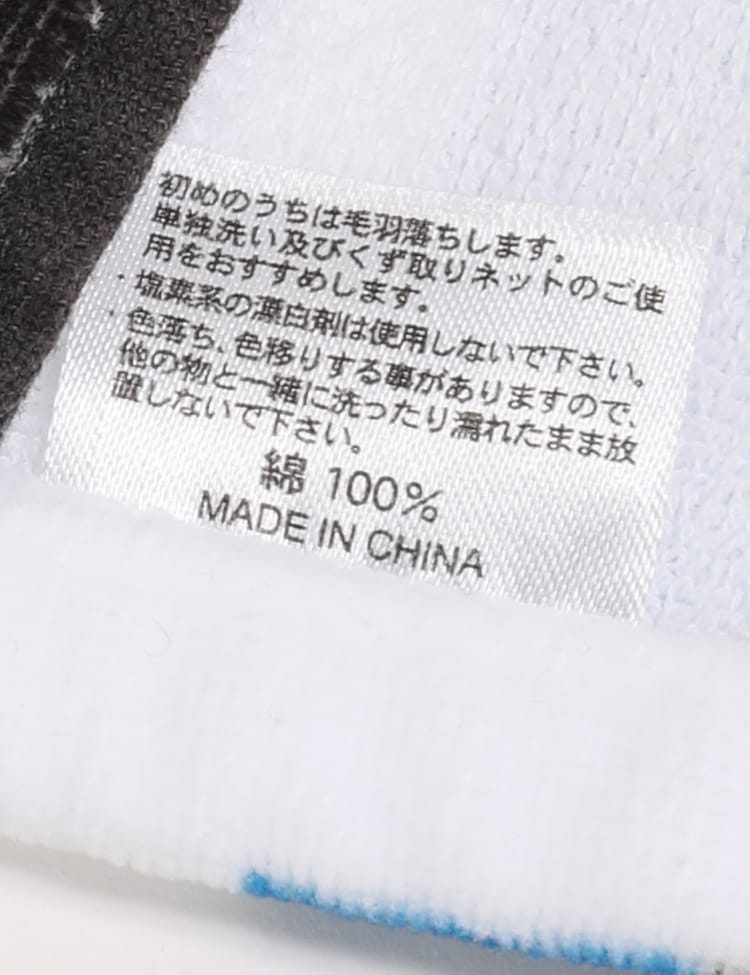 初めのうちは毛羽落ちします。
単独洗い及びくず取りネットのご使
用をおすすめします。
・塩素系の漂白剤は使用しないで下さい。
・色落ち、色移りする事がありますので、
他の物と一緒に洗ったり濡れたまま放
置しないで下さい。
綿 100%
MADE IN CHINA